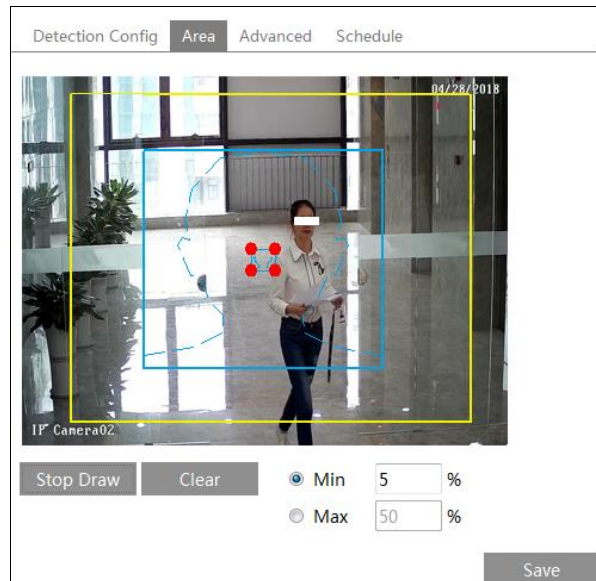 Detection Config Area Advanced Schedule
04/28/2018
IP Camera02
Stop Draw Clear Min 5 %
Max 50 %
Save